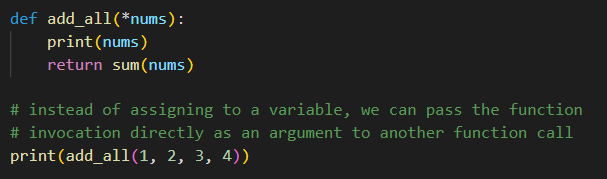 def add_all(*nums):
    print(nums)
    return sum(nums)

# instead of assigning to a variable, we can pass the function
# invocation directly as an argument to another function call
print(add_all(1, 2, 3, 4))